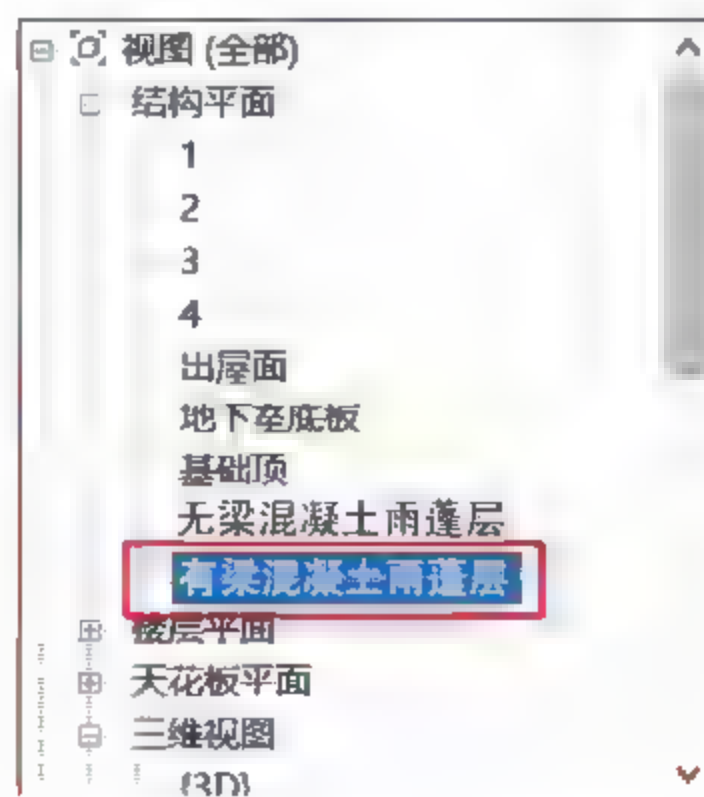 视图 (全部)
结构平面
1
2
3
4
出屋面
地下室底板
基础顶
无梁混凝土雨蓬层
有梁混凝土雨蓬层
楼层平面
天花板平面
三维视图
{3D}